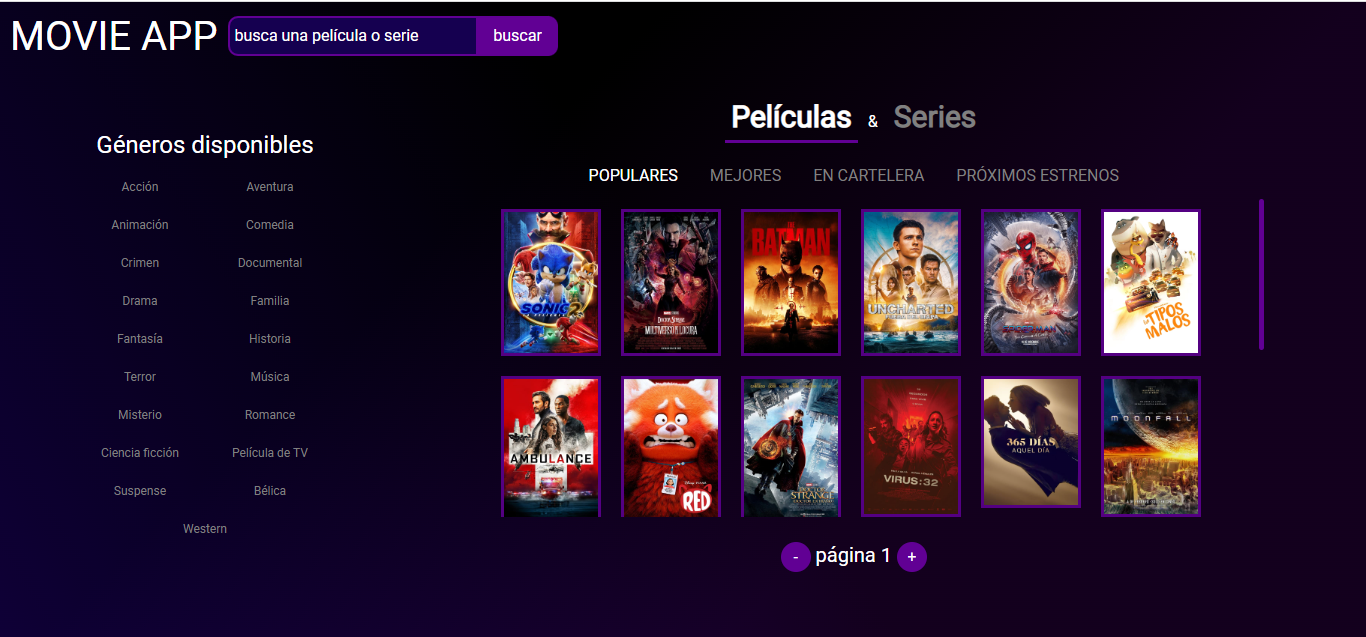 MOVIE APP
busca una película o serie
buscar
Películas & Series
Géneros disponibles
POPULARES MEJORES EN CARTELERA PRÓXIMOS ESTRENOS
Acción Aventura
Animación Comedia
Crimen Documental
Drama Familia
Fantasía Historia
Terror Música
Misterio Romance
Ciencia ficción Película de TV
Suspense Bélica
Western
SONIC 2
DOCTOR STRANGE
MULTIVERSO DE LA LOCURA
THE
BATMAN
UNCHARTED
SPIDER-MAN
TIPOS
MALOS
AMBULANCE
RED
DOCTOR
STRANGE
VIRUS:32
365 DÍAS
AQUEL DÍA
MOONFALL
- página 1 +